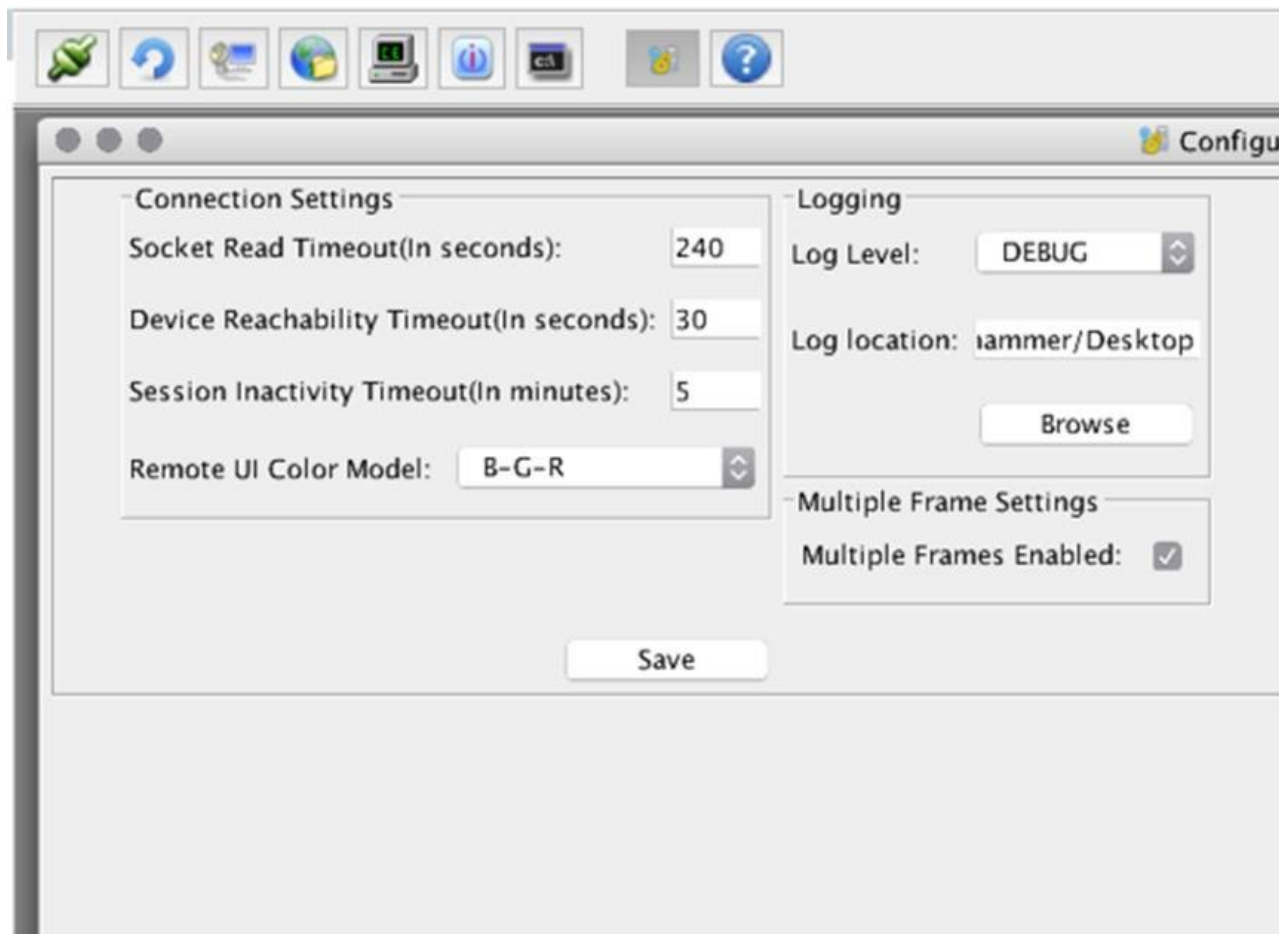 CE
c:\
Configu
Connection Settings
Socket Read Timeout(In seconds): 240
Device Reachability Timeout(In seconds): 30
Session Inactivity Timeout(In minutes): 5
Remote UI Color Model: B-G-R
Logging
Log Level: DEBUG
Log location: hammer/Desktop
Browse
Multiple Frame Settings
Multiple Frames Enabled:
Save